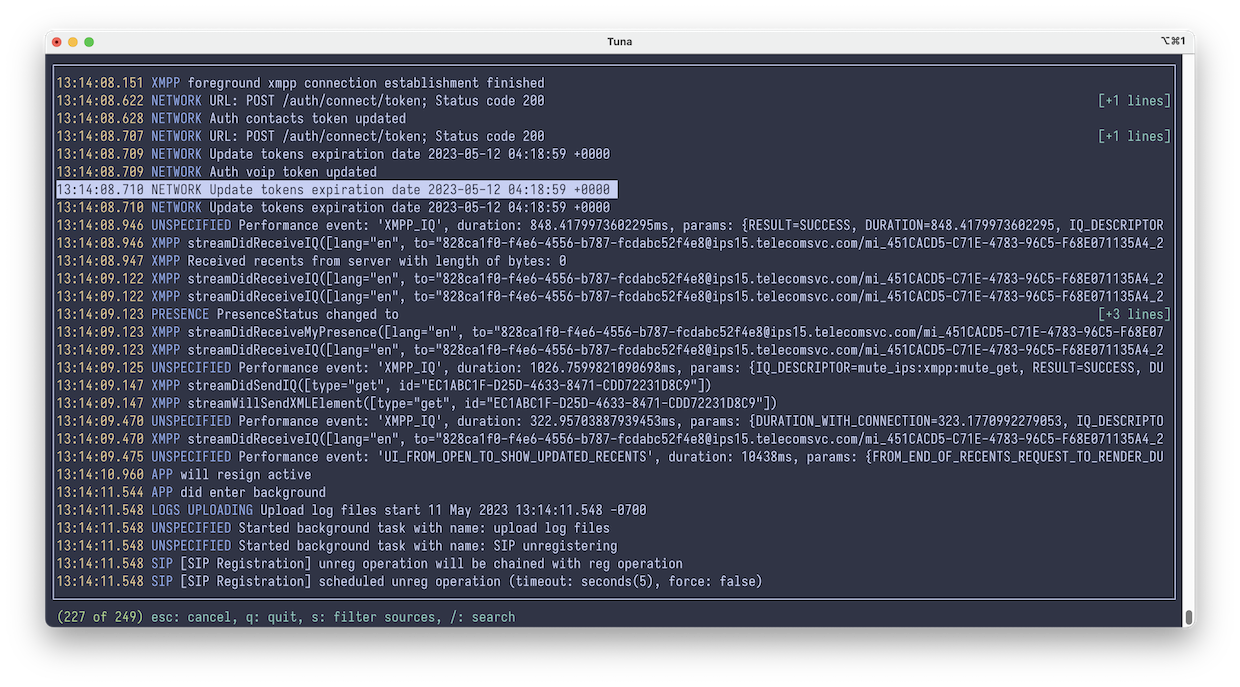 Tuna
⌥⌘1
13:14:08.151 XMPP foreground xmpp connection establishment finished
13:14:08.622 NETWORK URL: POST /auth/connect/token; Status code 200 [+1 lines]
13:14:08.628 NETWORK Auth contacts token updated
13:14:08.707 NETWORK URL: POST /auth/connect/token; Status code 200 [+1 lines]
13:14:08.709 NETWORK Update tokens expiration date 2023-05-12 04:18:59 +0000
13:14:08.709 NETWORK Auth voip token updated
13:14:08.710 NETWORK Update tokens expiration date 2023-05-12 04:18:59 +0000
13:14:08.710 NETWORK Update tokens expiration date 2023-05-12 04:18:59 +0000
13:14:08.946 UNSPECIFIED Performance event: 'XMPP_IQ', duration: 848.4179973602295ms, params: {RESULT=SUCCESS, DURATION=848.4179973602295, IQ_DESCRIPTOR
13:14:08.946 XMPP streamDidReceiveIQ([lang="en", to="828ca1f0-f4e6-4556-b787-fcdabc52f4e8@ips15.telecomsvc.com/mi_451CACD5-C71E-4783-96C5-F68E071135A4_2
13:14:08.947 XMPP Received recents from server with length of bytes: 0
13:14:09.122 XMPP streamDidReceiveIQ([lang="en", to="828ca1f0-f4e6-4556-b787-fcdabc52f4e8@ips15.telecomsvc.com/mi_451CACD5-C71E-4783-96C5-F68E071135A4_2
13:14:09.122 XMPP streamDidReceiveIQ([lang="en", to="828ca1f0-f4e6-4556-b787-fcdabc52f4e8@ips15.telecomsvc.com/mi_451CACD5-C71E-4783-96C5-F68E071135A4_2
13:14:09.123 PRESENCE PresenceStatus changed to [+3 lines]
13:14:09.123 XMPP streamDidReceiveMyPresence([lang="en", to="828ca1f0-f4e6-4556-b787-fcdabc52f4e8@ips15.telecomsvc.com/mi_451CACD5-C71E-4783-96C5-F68E07
13:14:09.123 XMPP streamDidReceiveIQ([lang="en", to="828ca1f0-f4e6-4556-b787-fcdabc52f4e8@ips15.telecomsvc.com/mi_451CACD5-C71E-4783-96C5-F68E071135A4_2
13:14:09.125 UNSPECIFIED Performance event: 'XMPP_IQ', duration: 1026.7599821090698ms, params: {IQ_DESCRIPTOR=mute_ips:xmpp:mute_get, RESULT=SUCCESS, DU
13:14:09.147 XMPP streamDidSendIQ([type="get", id="EC1ABC1F-D25D-4633-8471-CDD72231D8C9"])
13:14:09.147 XMPP streamWillSendXMLElement([type="get", id="EC1ABC1F-D25D-4633-8471-CDD72231D8C9"])
13:14:09.470 UNSPECIFIED Performance event: 'XMPP_IQ', duration: 322.95703887939453ms, params: {DURATION_WITH_CONNECTION=323.1770992279053, IQ_DESCRIPTO
13:14:09.470 XMPP streamDidReceiveIQ([lang="en", to="828ca1f0-f4e6-4556-b787-fcdabc52f4e8@ips15.telecomsvc.com/mi_451CACD5-C71E-4783-96C5-F68E071135A4_2
13:14:09.475 UNSPECIFIED Performance event: 'UI_FROM_OPEN_TO_SHOW_UPDATED_RECENTS', duration: 10438ms, params: {FROM_END_OF_RECENTS_REQUEST_TO_RENDER_DU
13:14:10.960 APP will resign active
13:14:11.544 APP did enter background
13:14:11.548 LOGS UPLOADING Upload log files start 11 May 2023 13:14:11.548 -0700
13:14:11.548 UNSPECIFIED Started background task with name: upload log files
13:14:11.548 UNSPECIFIED Started background task with name: SIP unregistering
13:14:11.548 SIP [SIP Registration] unreg operation will be chained with reg operation
13:14:11.548 SIP [SIP Registration] scheduled unreg operation (timeout: seconds(5), force: false)
(227 of 249) esc: cancel, q: quit, s: filter sources, /: search